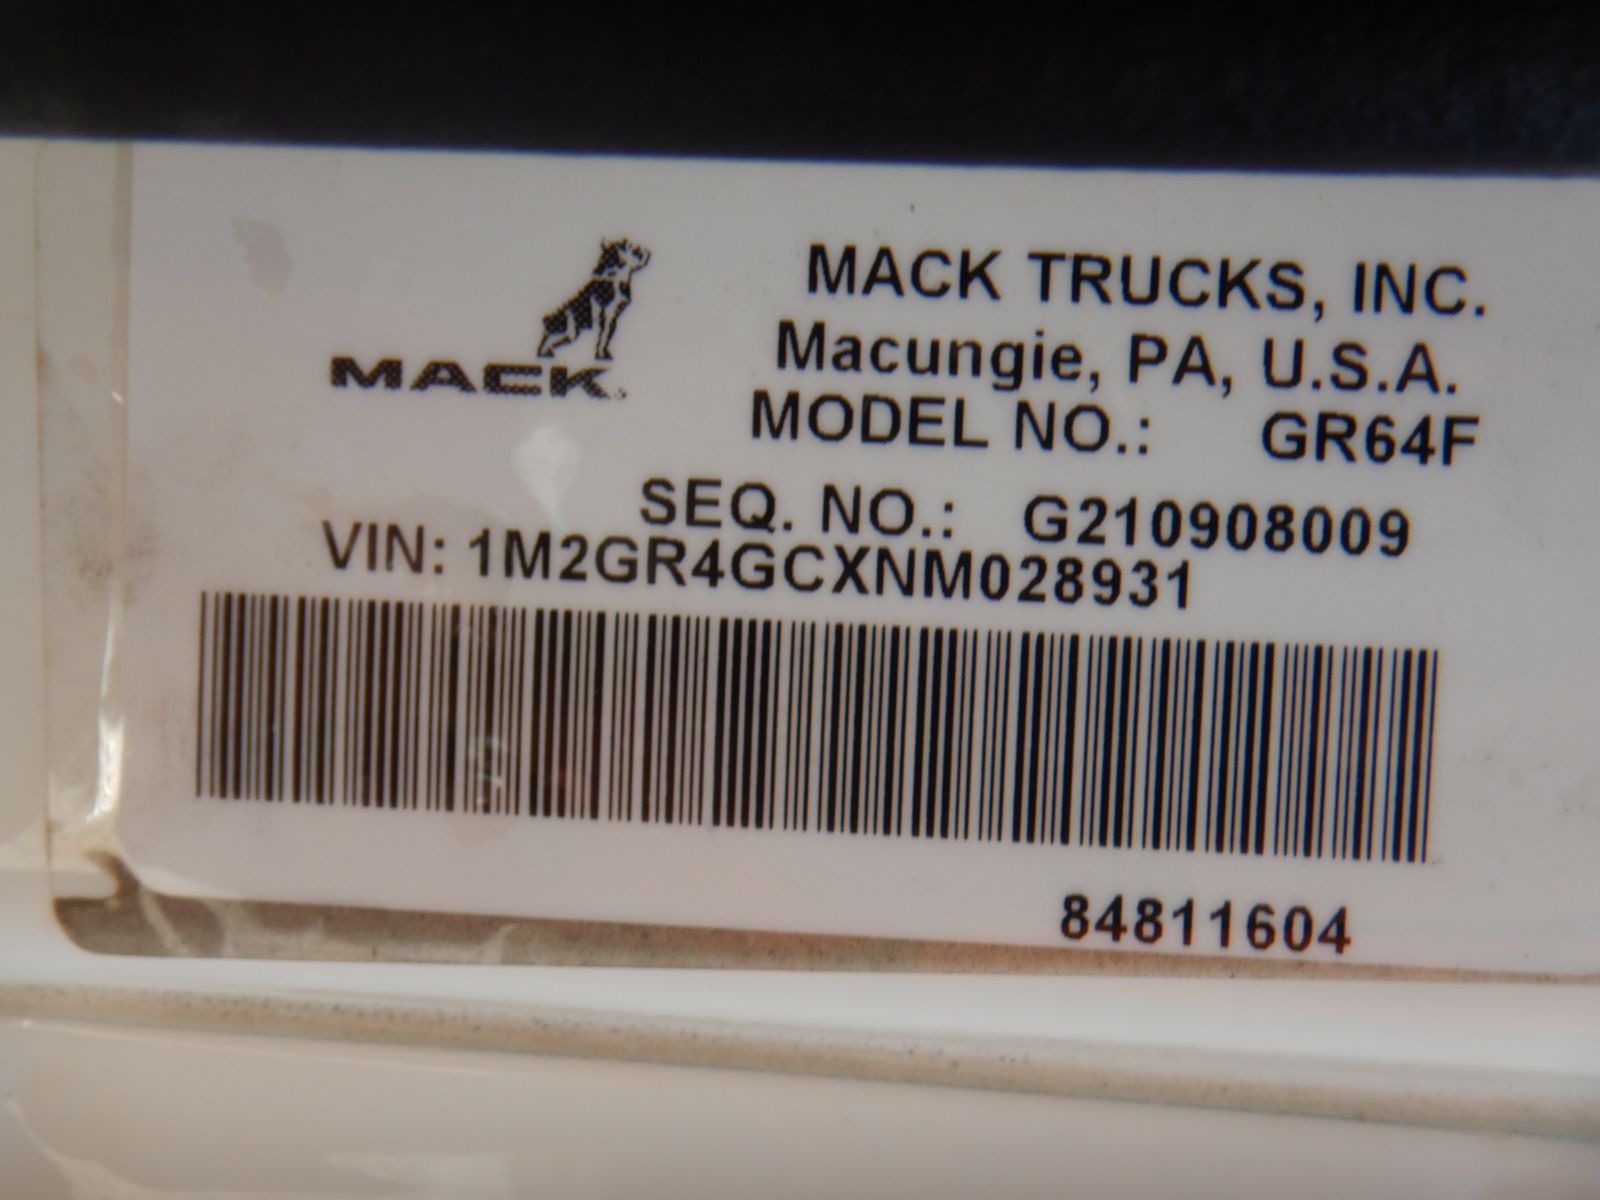 MACK
MACK TRUCKS, INC.
Macungie, PA, U.S.A.
MODEL NO.: GR64F
SEQ. NO.: G210908009
VIN: 1M2GR4GCXNM028931
84811604